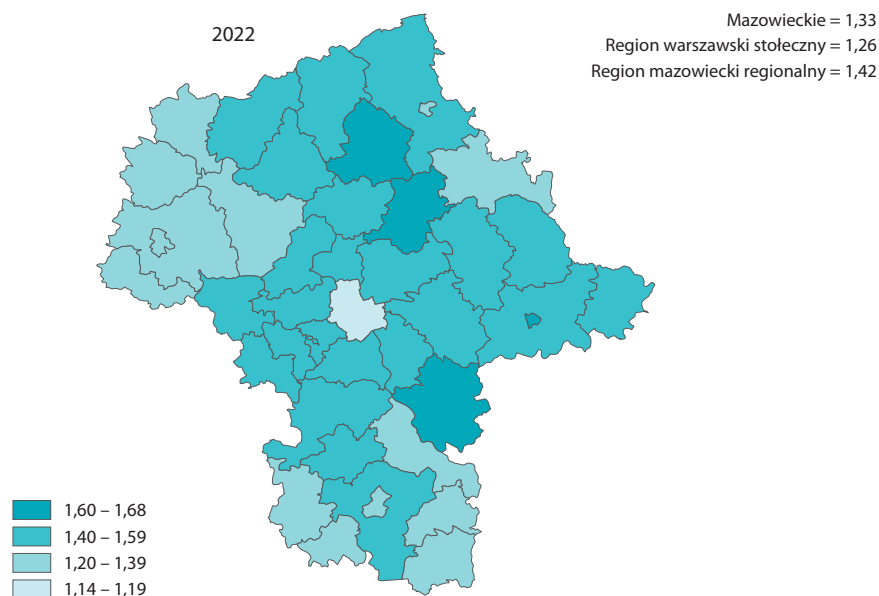 2022
Mazowieckie = 1,33
Region warszawski stołeczny = 1,26
Region mazowiecki regionalny = 1,42
1,60 – 1,68
1,40 – 1,59
1,20 – 1,39
1,14 – 1,19